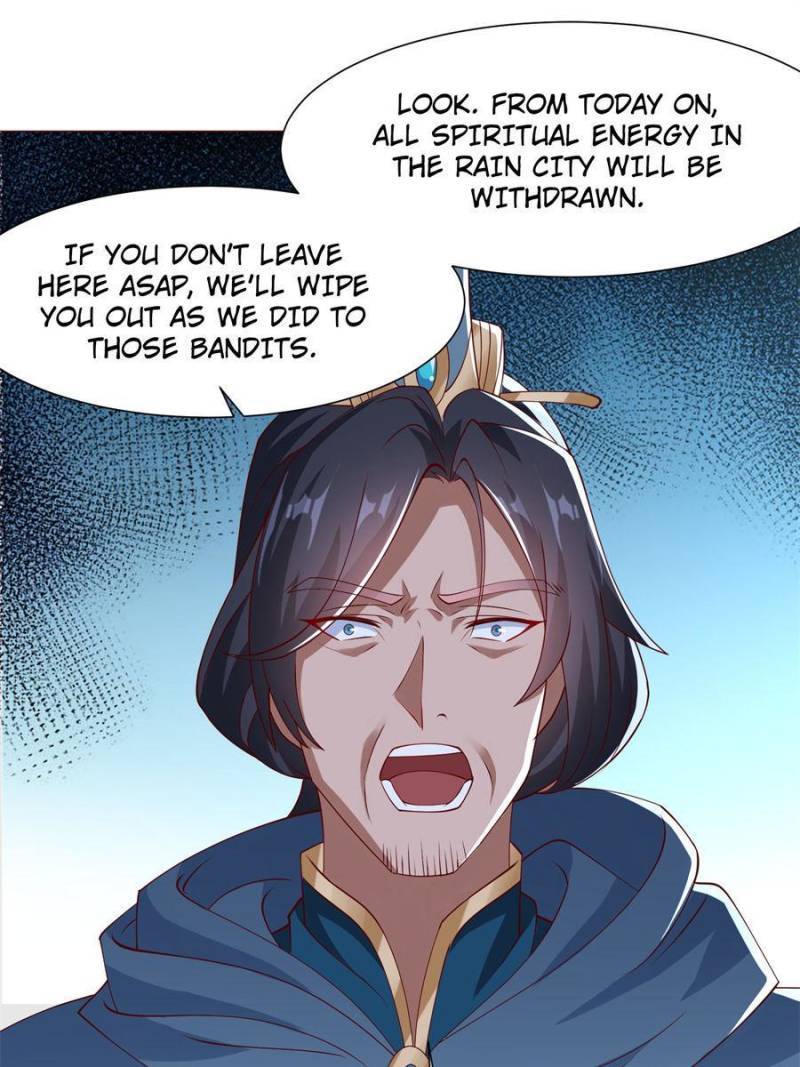 LOOK. FROM TODAY ON,
ALL SPIRITUAL ENERGY IN
THE RAIN CITY WILL BE
WITHDRAWN.
IF YOU DON'T LEAVE
HERE ASAP, WE'LL WIPE
YOU OUT AS WE DID TO
THOSE BANDITS.